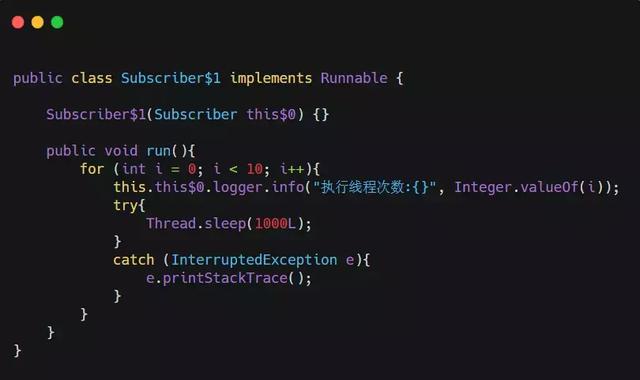 public class Subscriber$1 implements Runnable {
Subscriber$1(Subscriber this$0) {}
public void run(){
for (int i = 0; i < 10; i++){
this.this$0.logger.info("执行线程次数:{}", Integer.valueOf(i));
try{
Thread.sleep(1000L);
}
catch (InterruptedException e){
e.printStackTrace();
}
}
}
}